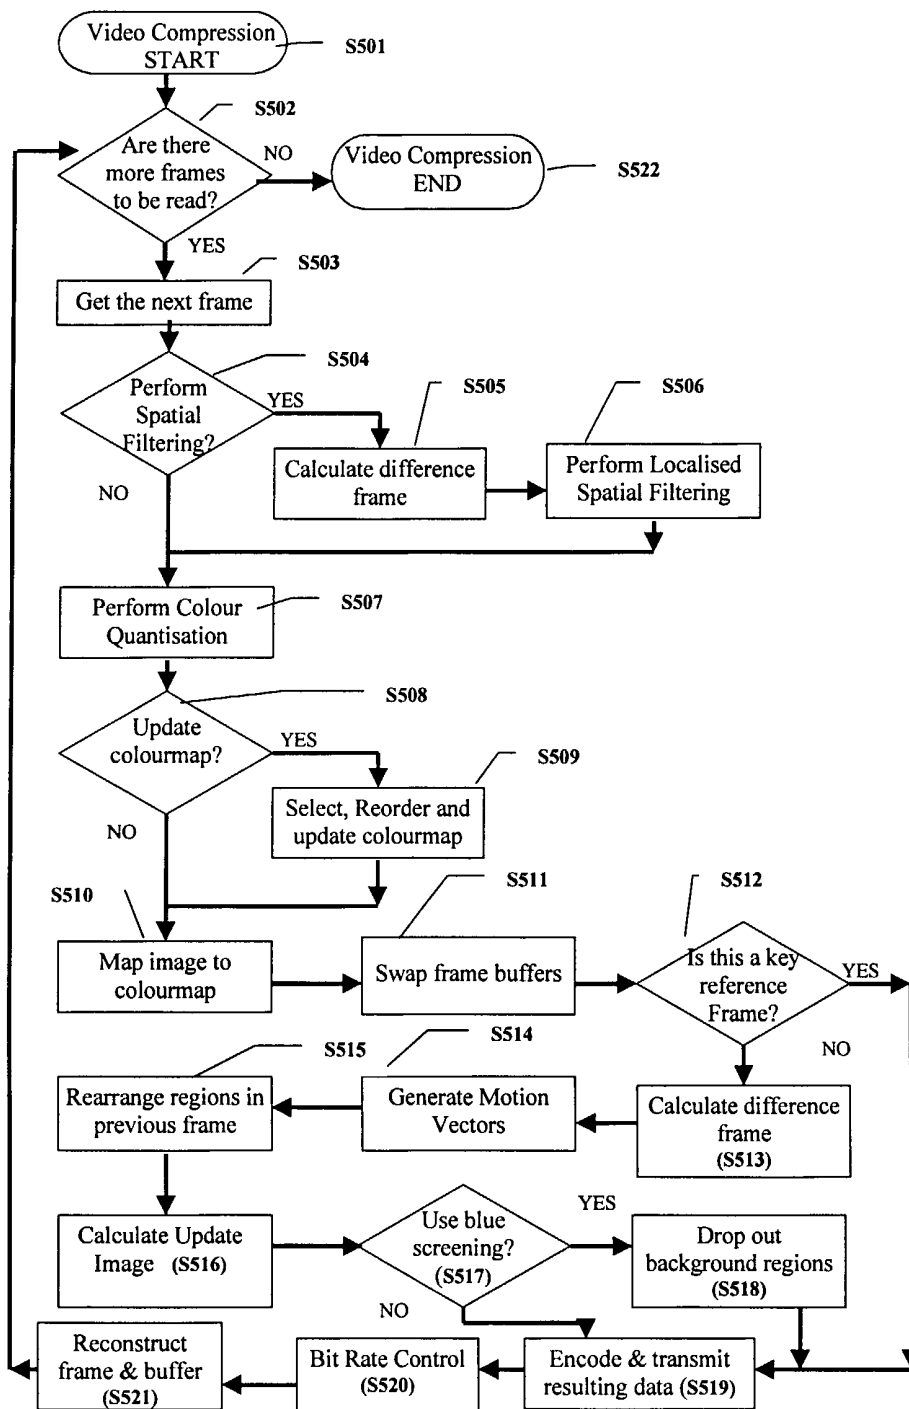 Video Compression
START
S501
S502
Are there
more frames
to be read?
NO
Video Compression
END
S522
YES
S503
Get the next frame
S504
Perform
Spatial
Filtering?
YES
S505
S506
Calculate difference
frame
Perform Localised
Spatial Filtering
NO
Perform Colour
Quantisation
S507
S508
Update
colourmap?
YES
S509
Select, Reorder and
update colourmap
NO
S510
S511
S512
Map image to
colourmap
Swap frame buffers
Is this a key
reference
Frame?
YES
NO
S515
S514
Rearrange regions in
previous frame
Generate Motion
Vectors
Calculate difference
frame
(S513)
Calculate Update
Image (S516)
Use blue
screening?
(S517)
YES
Drop out
background regions
(S518)
NO
Reconstruct
frame & buffer
(S521)
Bit Rate Control
(S520)
Encode & transmit
resulting data (S519)